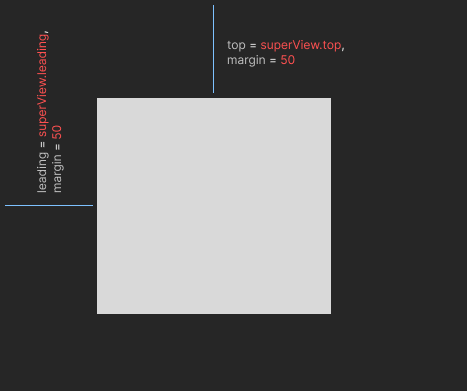 top = superView.top,
margin = 50
leading = superView.leading,
margin = 50